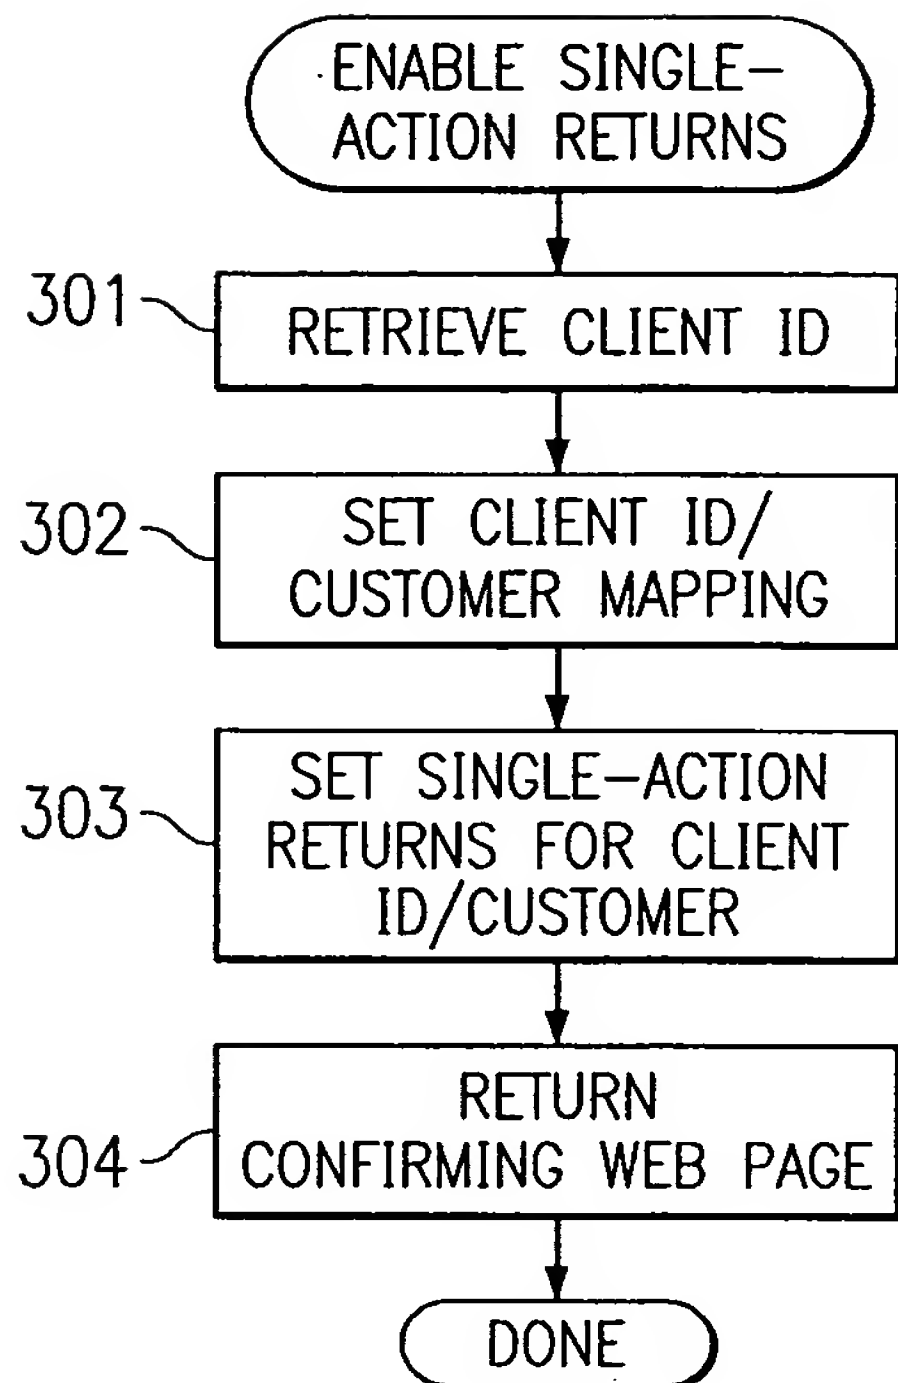 ENABLE SINGLE-
ACTION RETURNS
301
RETRIEVE CLIENT ID
302
SET CLIENT ID/
CUSTOMER MAPPING
303
SET SINGLE-ACTION
RETURNS FOR CLIENT
ID/CUSTOMER
304
RETURN
CONFIRMING WEB PAGE
DONE